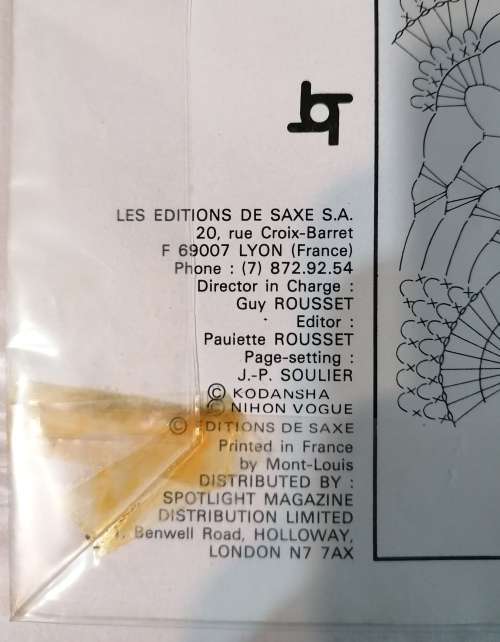 LES EDITIONS DE SAXE S.A.
20, rue Croix-Barret
F 69007 LYON (France)
Phone : (7) 872.92.54
Director in Charge :
Guy ROUSSET
Editor :
Pauiette ROUSSET
Page-setting :
J.-P. SOULIER
© KODANSHA
© NIHON VOGUE
© EDITIONS DE SAXE
Printed in France
by Mont-Louis
DISTRIBUTED BY :
SPOTLIGHT MAGAZINE
DISTRIBUTION LIMITED
Benwell Road, HOLLOWAY,
LONDON N7 7AX